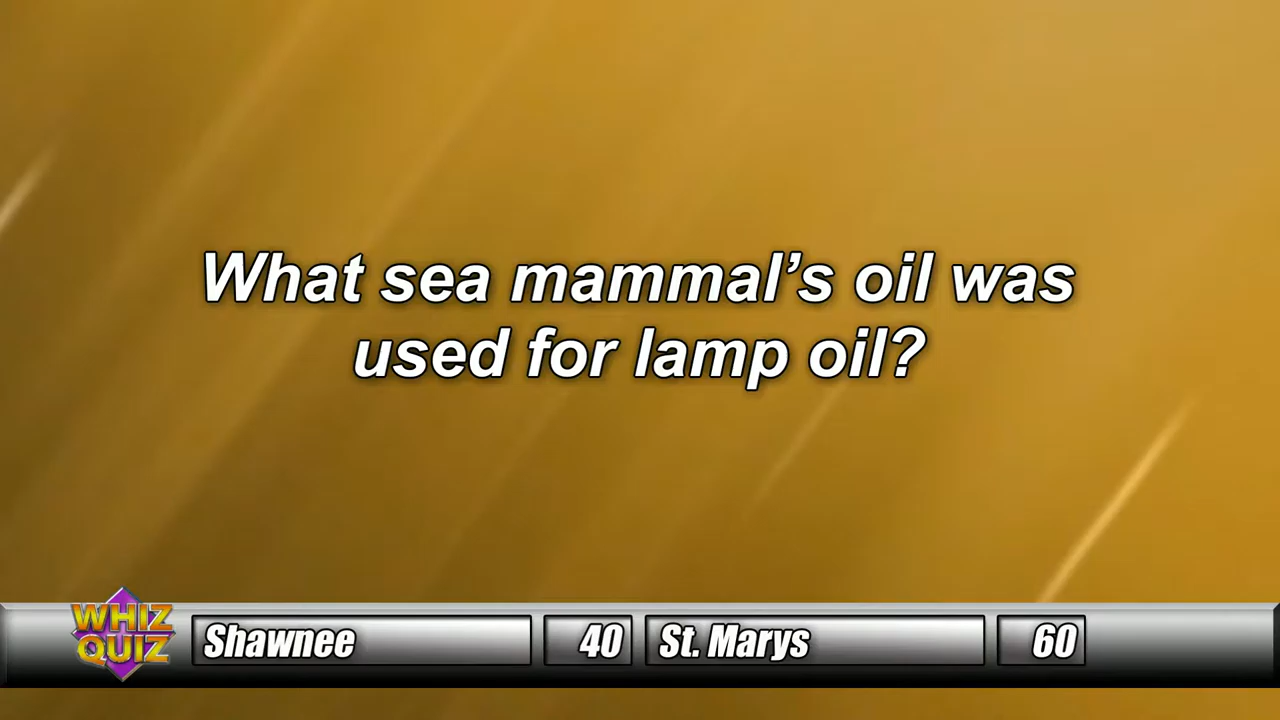 What sea mammal’s oil was
used for lamp oil?
WHIZ
QUIZ
Shawnee 40 St. Marys 60